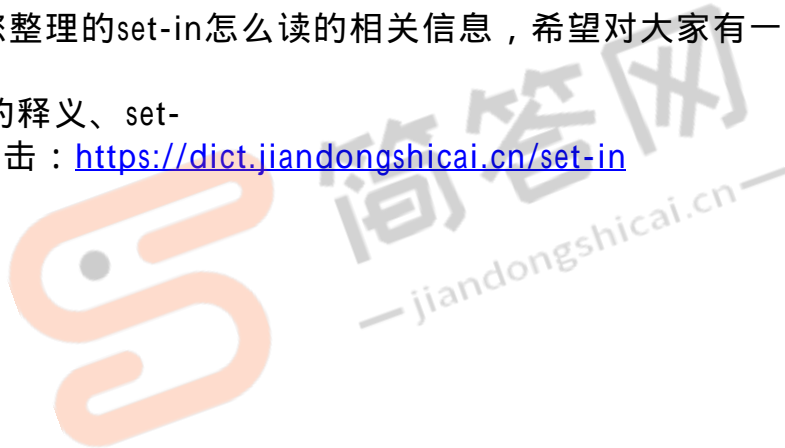 您整理的set-in怎么读的相关信息，希望对大家有一
的释义、set-
击：https://dict.jiandongshicai.cn/set-in
简答网
jiandongshicai.cn